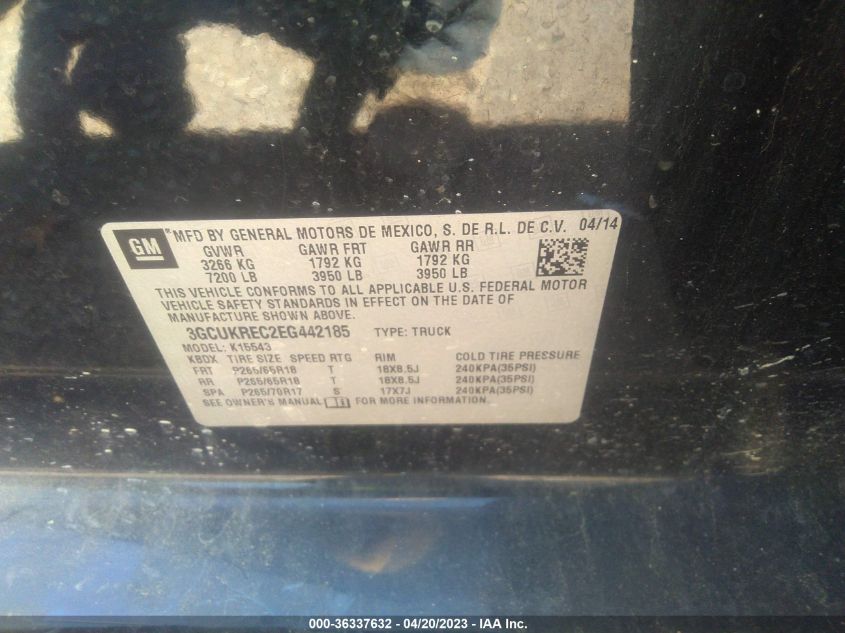 GM
MFD BY GENERAL MOTORS DE MEXICO, S. DE R.L. DE C.V. 04/14
GVWR GAWR FRT GAWR RR
3266 KG 1792 KG 1792 KG
7200 LB 3950 LB 3950 LB
THIS VEHICLE CONFORMS TO ALL APPLICABLE U.S. FEDERAL MOTOR
VEHICLE SAFETY STANDARDS IN EFFECT ON THE DATE OF
MANUFACTURE SHOWN ABOVE.
3GCUKREC2EG442185 TYPE: TRUCK
MODEL: K15543
KBDX TIRE SIZE SPEED RTG RIM COLD TIRE PRESSURE
FRT P265/65R18 T 18X8.5J 240KPA(35PSI)
RR P265/65R18 T 18X8.5J 240KPA(35PSI)
SPA P265/70R17 S 17X7J 240KPA(35PSI)
SEE OWNER'S MANUAL FOR MORE INFORMATION.
000-36337632 - 04/20/2023 - IAA Inc.